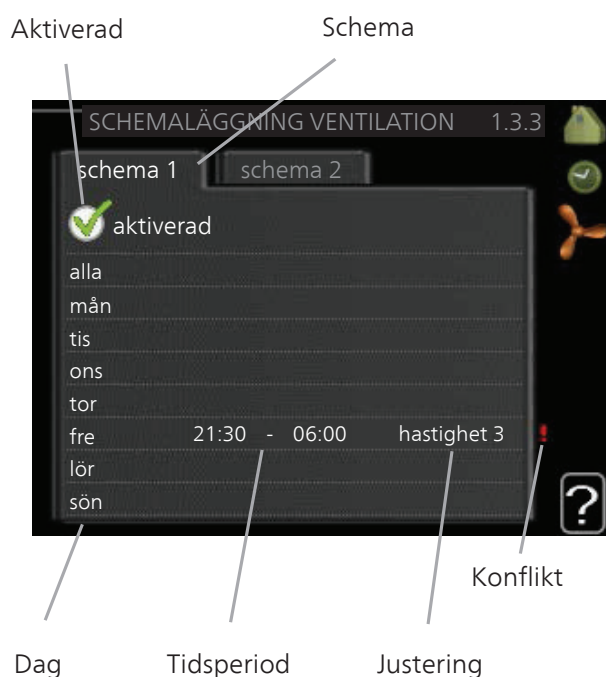 Aktiverad Schema
SCHEMALÄGGNING VENTILATION 1.3.3
schema 1 schema 2
aktiverad
alla
mån
tis
ons
tor
fre 21:30 - 06:00 hastighet 3 !
lör
sön
?
Konflikt
Dag Tidsperiod Justering